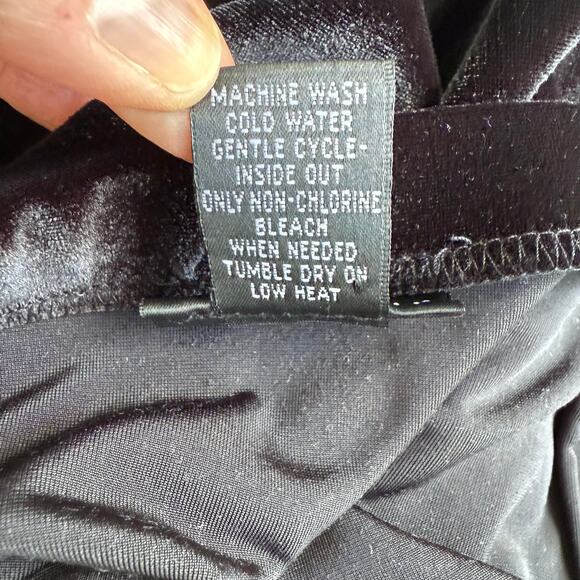 MACHINE WASH
COLD WATER
GENTLE CYCLE-
INSIDE OUT
ONLY NON-CHLORINE
BLEACH
WHEN NEEDED
TUMBLE DRY ON
LOW HEAT